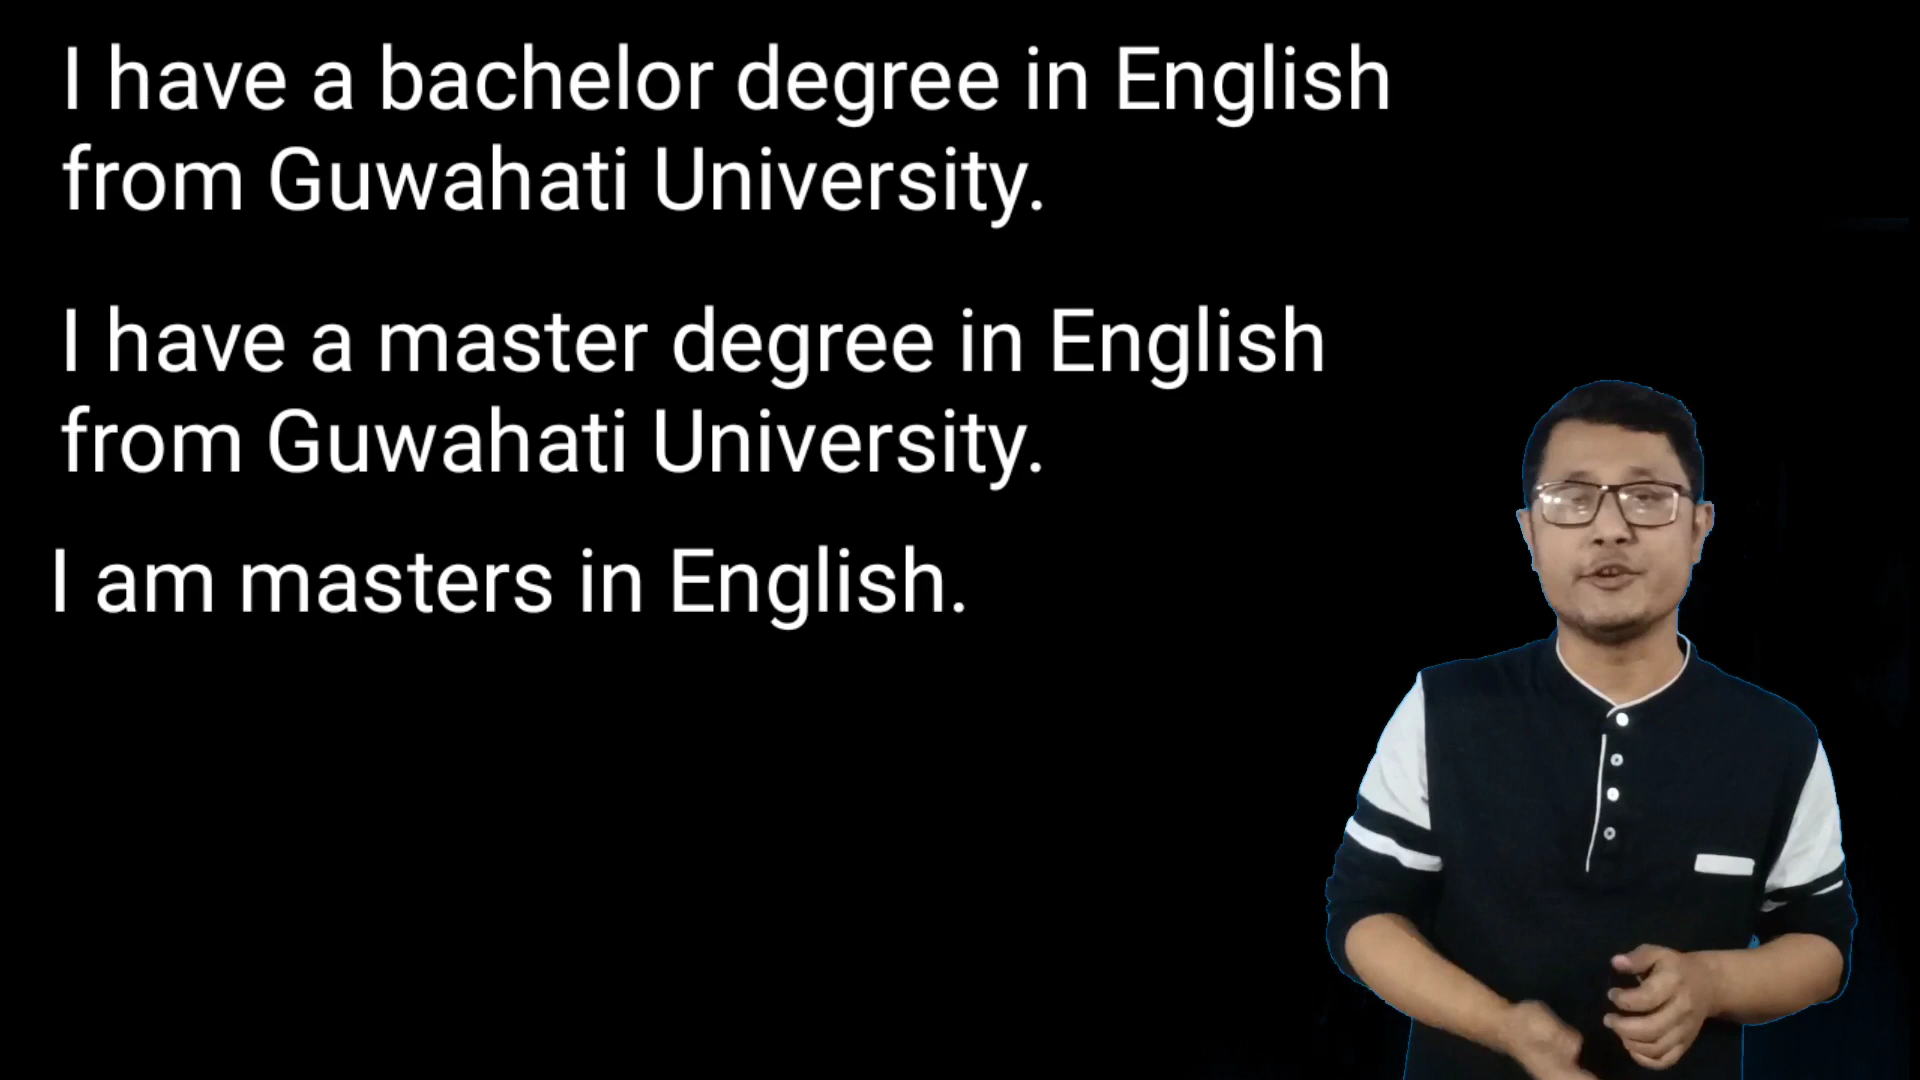 I have a bachelor degree in English
from Guwahati University.
I have a master degree in English
from Guwahati University.
I am masters in English.